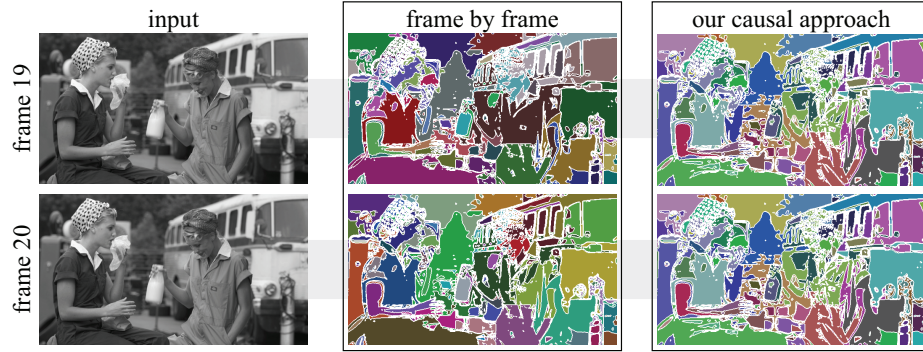 input
frame by frame
our causal approach
frame 19
frame 20